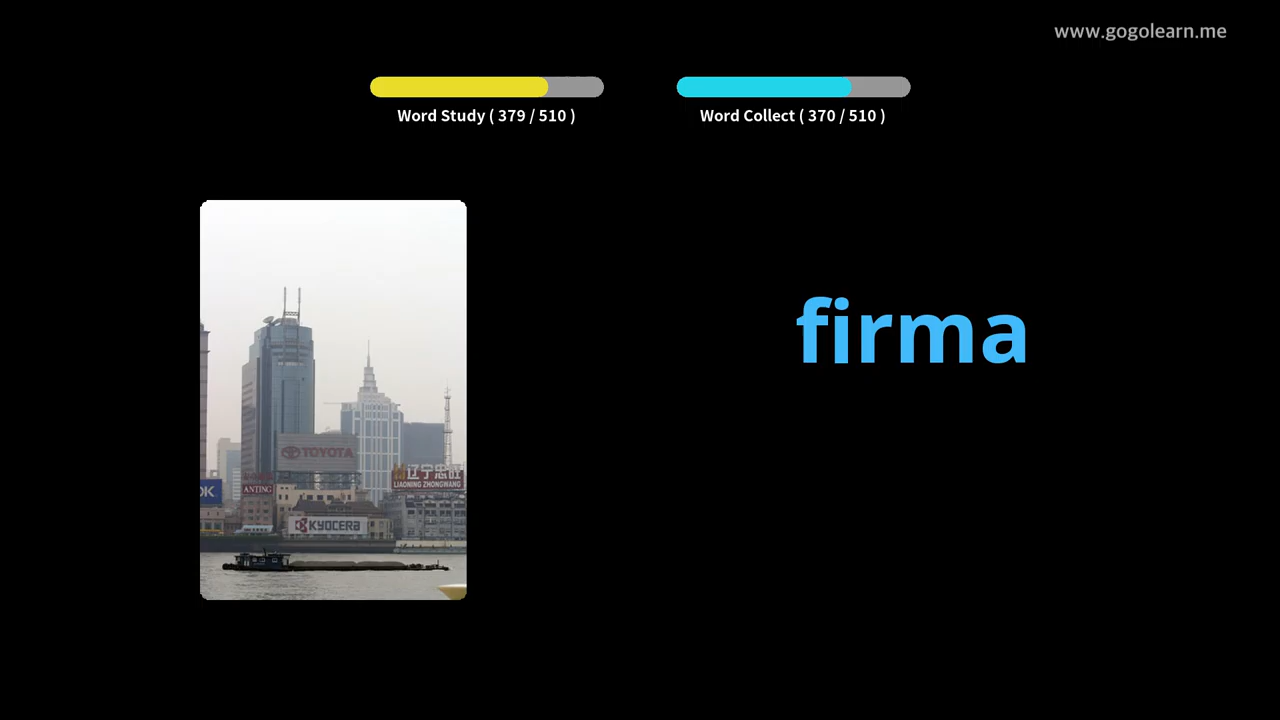 www.gogolearn.me
Word Study ( 379 / 510 )
Word Collect ( 370 / 510 )
firma
TOYOTA
辽宁忠旺
LIAONING ZHONGWANG
OK
ANTING
KYOCERA